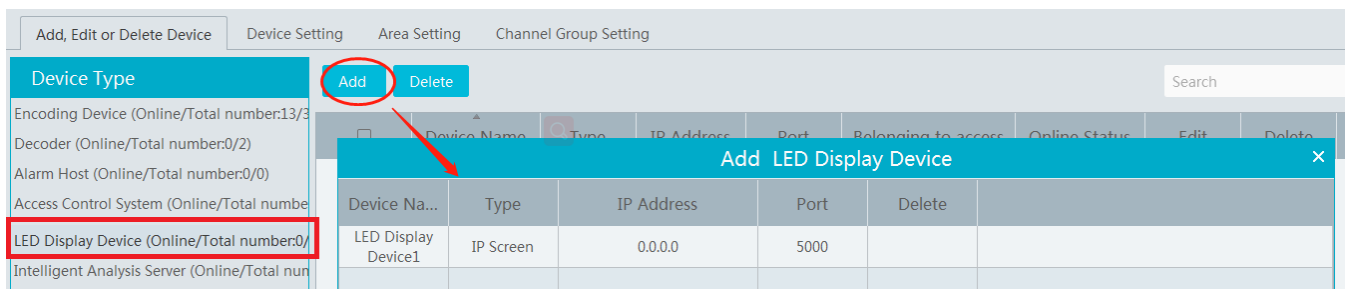 Add, Edit or Delete Device Device Setting Area Setting Channel Group Setting
Device Type
Add Delete Search
Encoding Device (Online/Total number:13/3
Decoder (Online/Total number:0/2)
Alarm Host (Online/Total number:0/0)
Access Control System (Online/Total numbe
LED Display Device (Online/Total number:0/
Intelligent Analysis Server (Online/Total num
Device Name Type IP Address Port Belonging to access Online Status Edit Delete
Add LED Display Device
Device Na... Type IP Address Port Delete
LED Display
Device1 IP Screen 0.0.0.0 5000